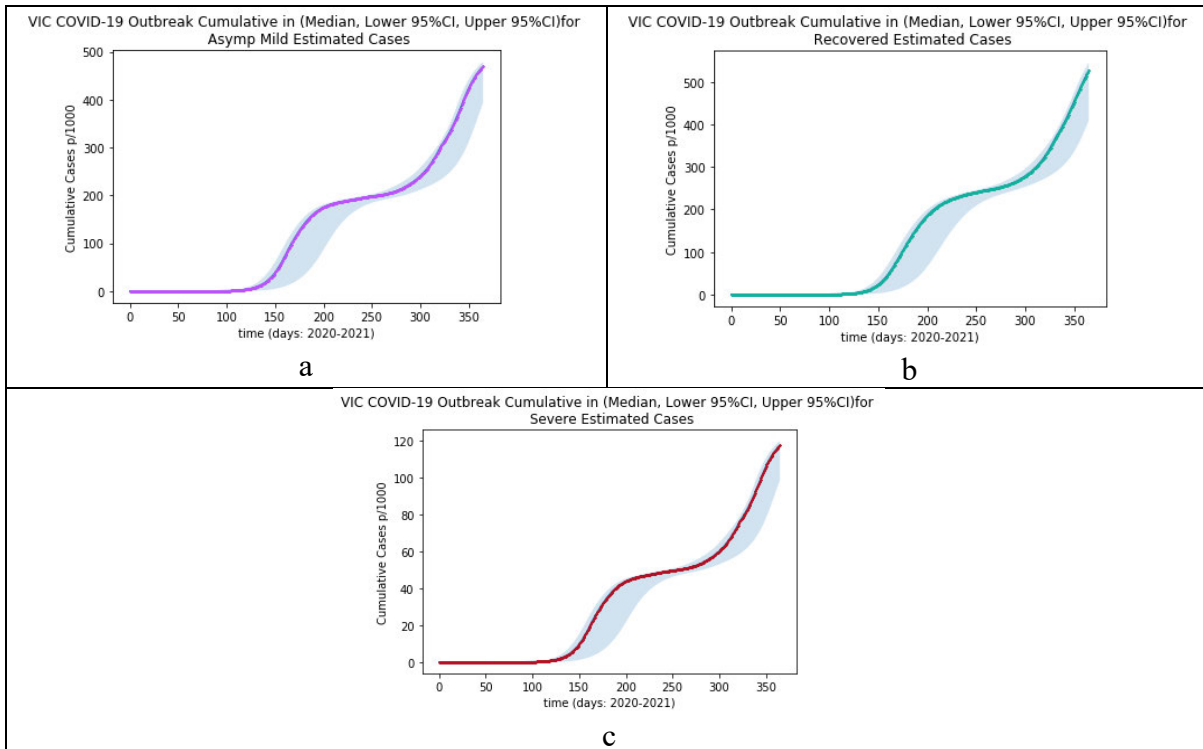 VIC COVID-19 Outbreak Cumulative in (Median, Lower 95%CI, Upper 95%CI)for
Asymp Mild Estimated Cases
500
400
300
200
100
0
Cumulative Cases p/1000
0 50 100 150 200 250 300 350
time (days: 2020-2021)
a
VIC COVID-19 Outbreak Cumulative in (Median, Lower 95%CI, Upper 95%CI)for
Recovered Estimated Cases
500
400
300
200
100
0
Cumulative Cases p/1000
0 50 100 150 200 250 300 350
time (days: 2020-2021)
b
VIC COVID-19 Outbreak Cumulative in (Median, Lower 95%CI, Upper 95%CI)for
Severe Estimated Cases
120
100
80
60
40
20
0
Cumulative Cases p/1000
0 50 100 150 200 250 300 350
time (days: 2020-2021)
c